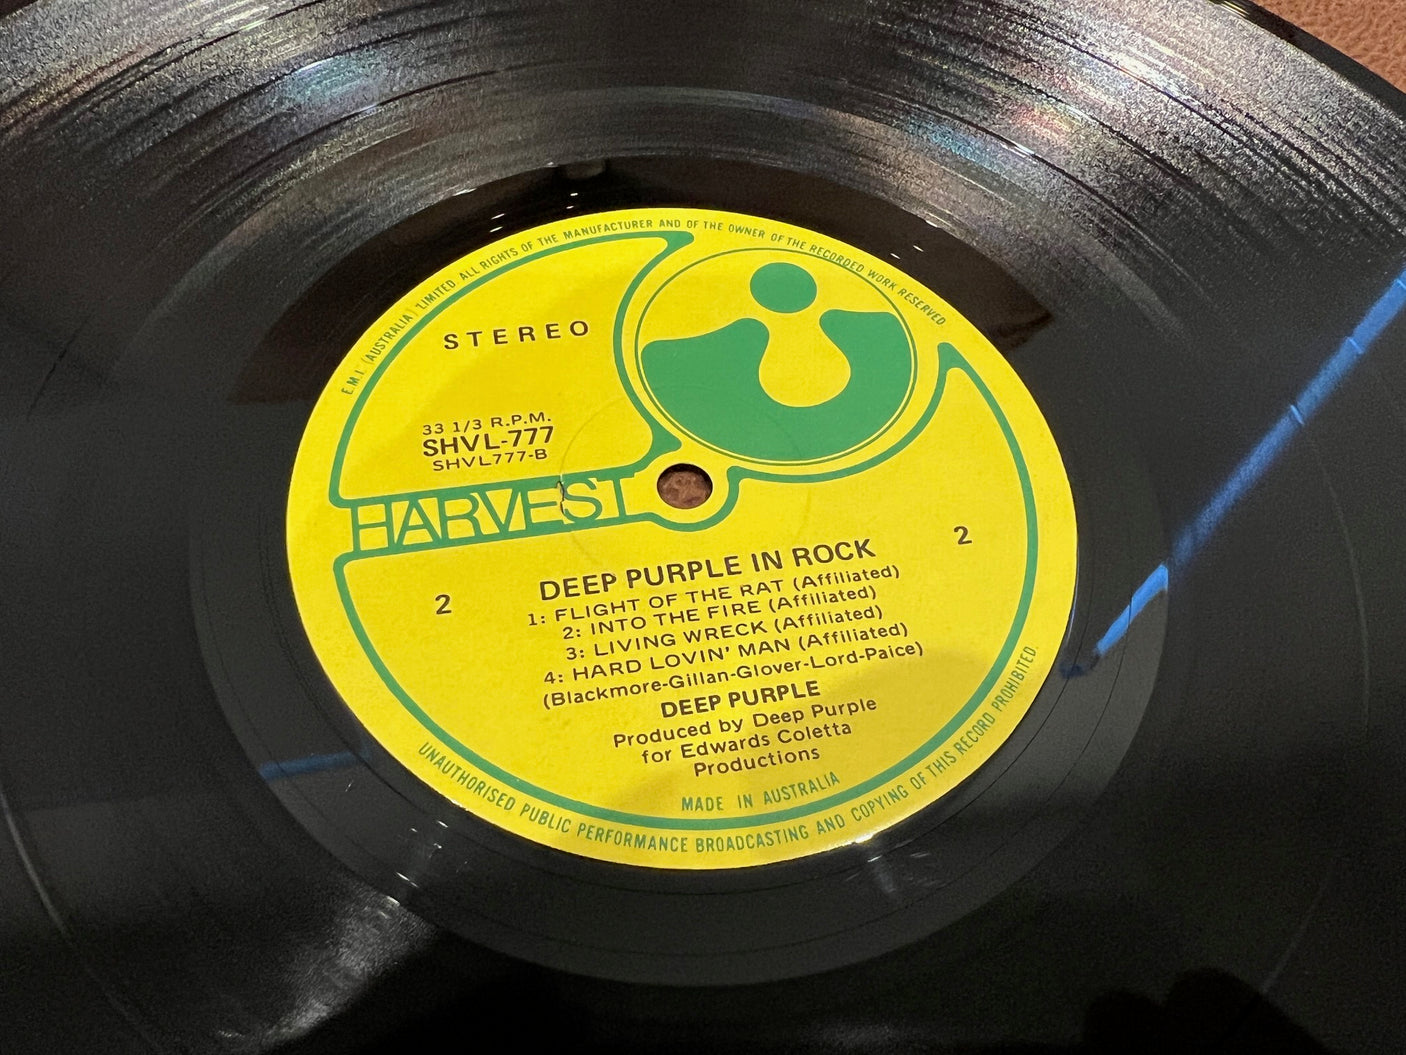 E.M.I. (AUSTRALIA) LIMITED. ALL RIGHTS OF THE MANUFACTURER AND OF THE OWNER OF THE RECORDED WORK RESERVED.
STEREO
33 1/3 R.P.M.
SHVL-777
SHVL777-B
HARVEST
2
2
DEEP PURPLE IN ROCK
1: FLIGHT OF THE RAT (Affiliated)
2: INTO THE FIRE (Affiliated)
3: LIVING WRECK (Affiliated)
4: HARD LOVIN' MAN (Affiliated)
(Blackmore-Gillan-Glover-Lord-Paice)
DEEP PURPLE
Produced by Deep Purple
for Edwards Coletta
Productions
MADE IN AUSTRALIA
UNAUTHORISED PUBLIC PERFORMANCE BROADCASTING AND COPYING OF THIS RECORD PROHIBITED.